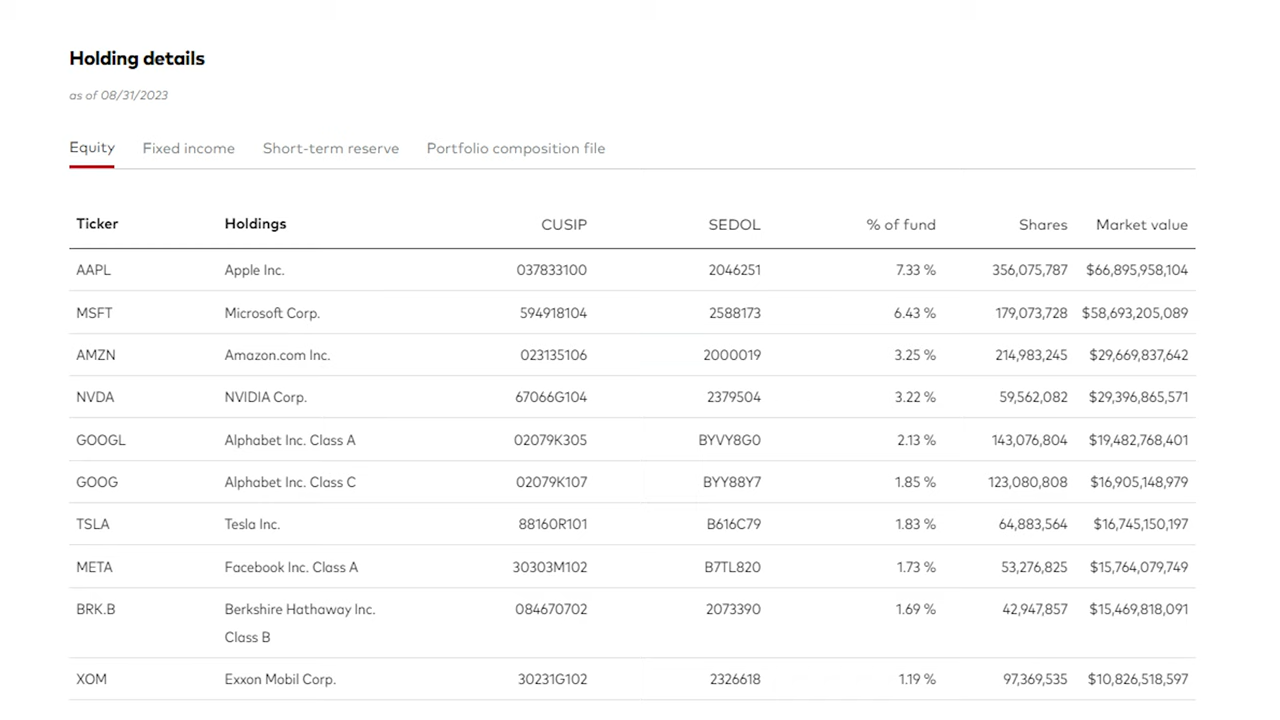 Holding details
as of 08/31/2023
Equity Fixed income Short-term reserve Portfolio composition file
Ticker Holdings CUSIP SEDOL % of fund Shares Market value
AAPL Apple Inc. 037833100 2046251 7.33 % 356,075,787 $66,895,958,104
MSFT Microsoft Corp. 594918104 2588173 6.43 % 179,073,728 $58,693,205,089
AMZN Amazon.com Inc. 023135106 2000019 3.25 % 214,983,245 $29,669,837,642
NVDA NVIDIA Corp. 67066G104 2379504 3.22 % 59,562,082 $29,396,865,571
GOOGL Alphabet Inc. Class A 02079K305 BYVY8G0 2.13 % 143,076,804 $19,482,768,401
GOOG Alphabet Inc. Class C 02079K107 BYY88Y7 1.85 % 123,080,808 $16,905,148,979
TSLA Tesla Inc. 88160R101 B616C79 1.83 % 64,883,564 $16,745,150,197
META Facebook Inc. Class A 30303M102 B7TL820 1.73 % 53,276,825 $15,764,079,749
BRK.B Berkshire Hathaway Inc. 084670702 2073390 1.69 % 42,947,857 $15,469,818,091
Class B
XOM Exxon Mobil Corp. 30231G102 2326618 1.19 % 97,369,535 $10,826,518,597